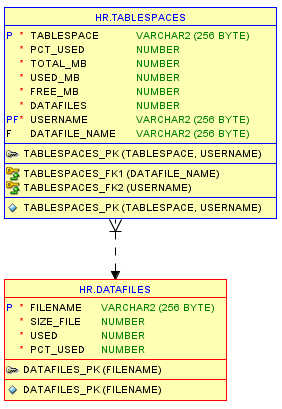 HR.TABLESPACES
P * TABLESPACE VARCHAR2 (256 BYTE)
* PCT_USED NUMBER
* TOTAL_MB NUMBER
* USED_MB NUMBER
* FREE_MB NUMBER
* DATAFILES NUMBER
PF* USERNAME VARCHAR2 (256 BYTE)
F DATAFILE_NAME VARCHAR2 (256 BYTE)
TABLESPACES_PK (TABLESPACE, USERNAME)
TABLESPACES_FK1 (DATAFILE_NAME)
TABLESPACES_FK2 (USERNAME)
TABLESPACES_PK (TABLESPACE, USERNAME)
HR.DATAFILES
P * FILENAME VARCHAR2 (256 BYTE)
* SIZE_FILE NUMBER
* USED NUMBER
* PCT_USED NUMBER
DATAFILES_PK (FILENAME)
DATAFILES_PK (FILENAME)